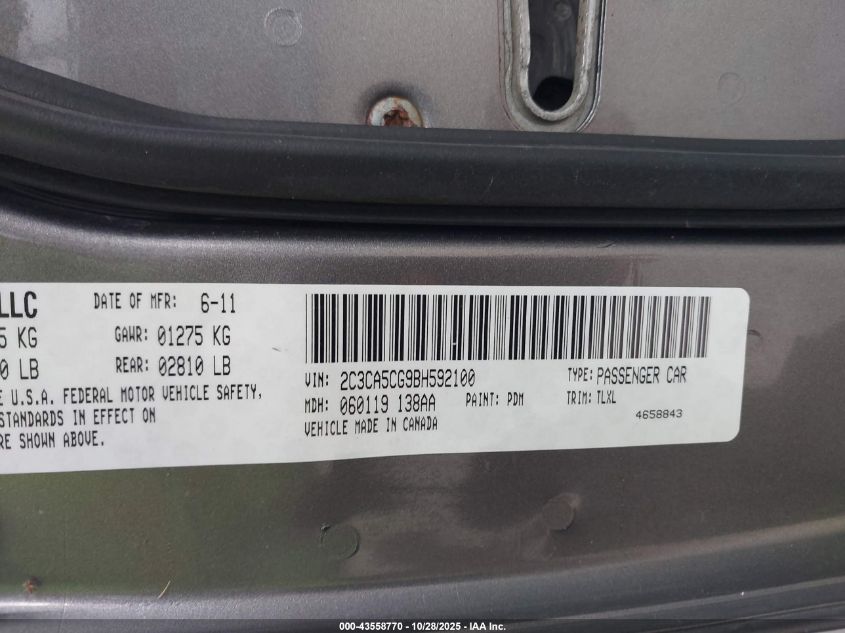 LLC DATE OF MFR: 6-11
5 KG GAWR: 01275 KG
0 LB REAR: 02810 LB
E U.S.A. FEDERAL MOTOR VEHICLE SAFETY,
STANDARDS IN EFFECT ON
RE SHOWN ABOVE.
VIN: 2C3CA5CG9BH592100 TYPE: PASSENGER CAR
MDH: 060119 138AA PAINT: PDM TRIM: TLXL
VEHICLE MADE IN CANADA 4658843
000-43558770 - 10/28/2025 - IAA Inc.